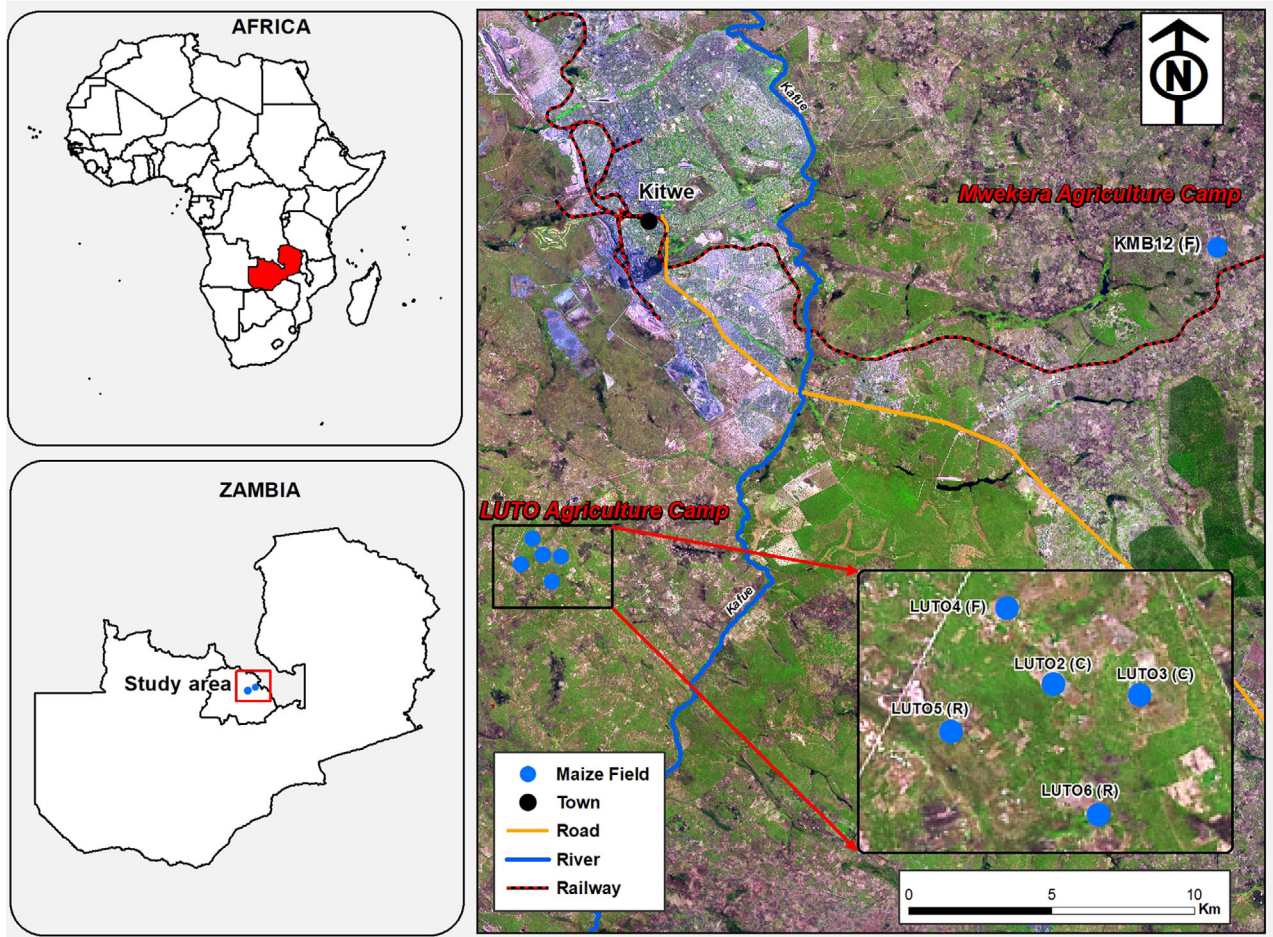 AFRICA
ZAMBIA
Study area
N
Kafue
Kitwe
Mwekera Agriculture Camp
KMB12 (F)
LUTO Agriculture Camp
Kafue
LUTO4 (F)
LUTO2 (C)
LUTO3 (C)
LUTO5 (R)
LUTO6 (R)
Maize Field
Town
Road
River
Railway
0 5 10
Km